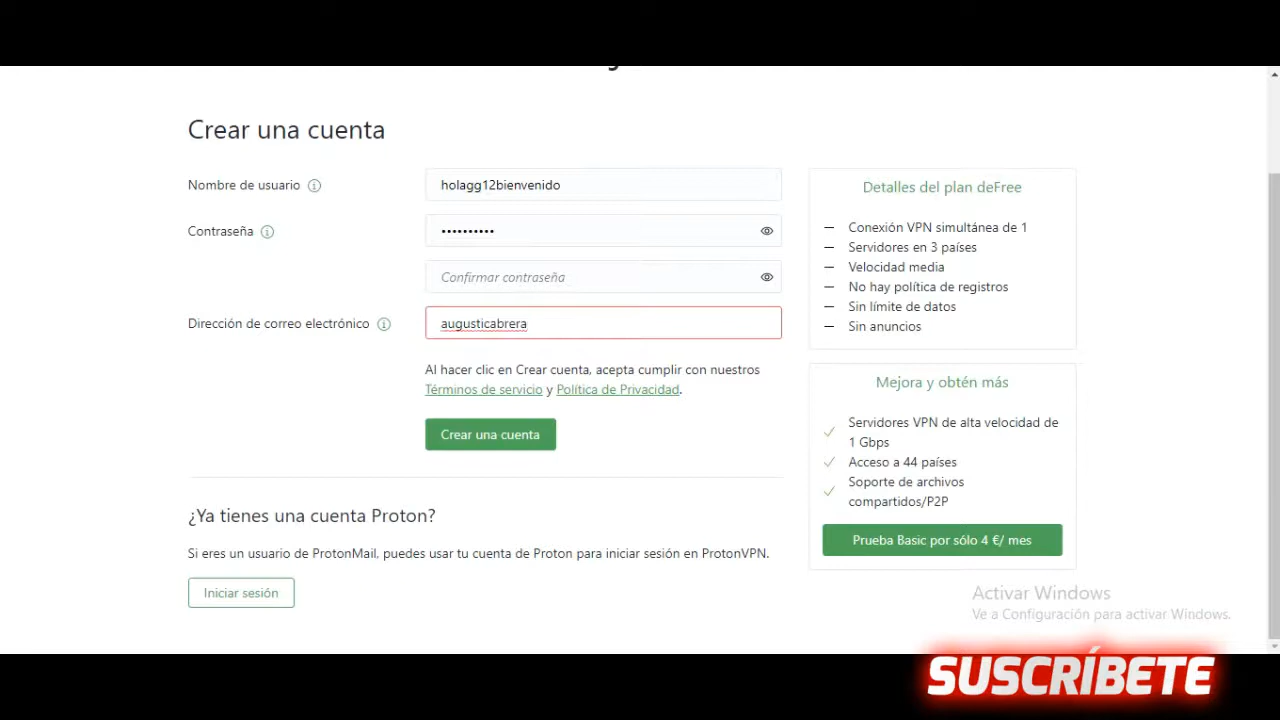 Crear una cuenta
Nombre de usuario
holagg12bienvenido
Contraseña
••••••••••
Confirmar contraseña
Dirección de correo electrónico
augusticabrera
Al hacer clic en Crear cuenta, acepta cumplir con nuestros
Términos de servicio y Política de Privacidad.
Crear una cuenta
¿Ya tienes una cuenta Proton?
Si eres un usuario de ProtonMail, puedes usar tu cuenta de Proton para iniciar sesión en ProtonVPN.
Iniciar sesión
Detalles del plan deFree
Conexión VPN simultánea de 1
Servidores en 3 países
Velocidad media
No hay política de registros
Sin límite de datos
Sin anuncios
Mejora y obtén más
Servidores VPN de alta velocidad de
1 Gbps
Acceso a 44 países
Soporte de archivos
compartidos/P2P
Prueba Basic por sólo 4 €/ mes
Activar Windows
Ve a Configuración para activar Windows.
SUSCRÍBETE